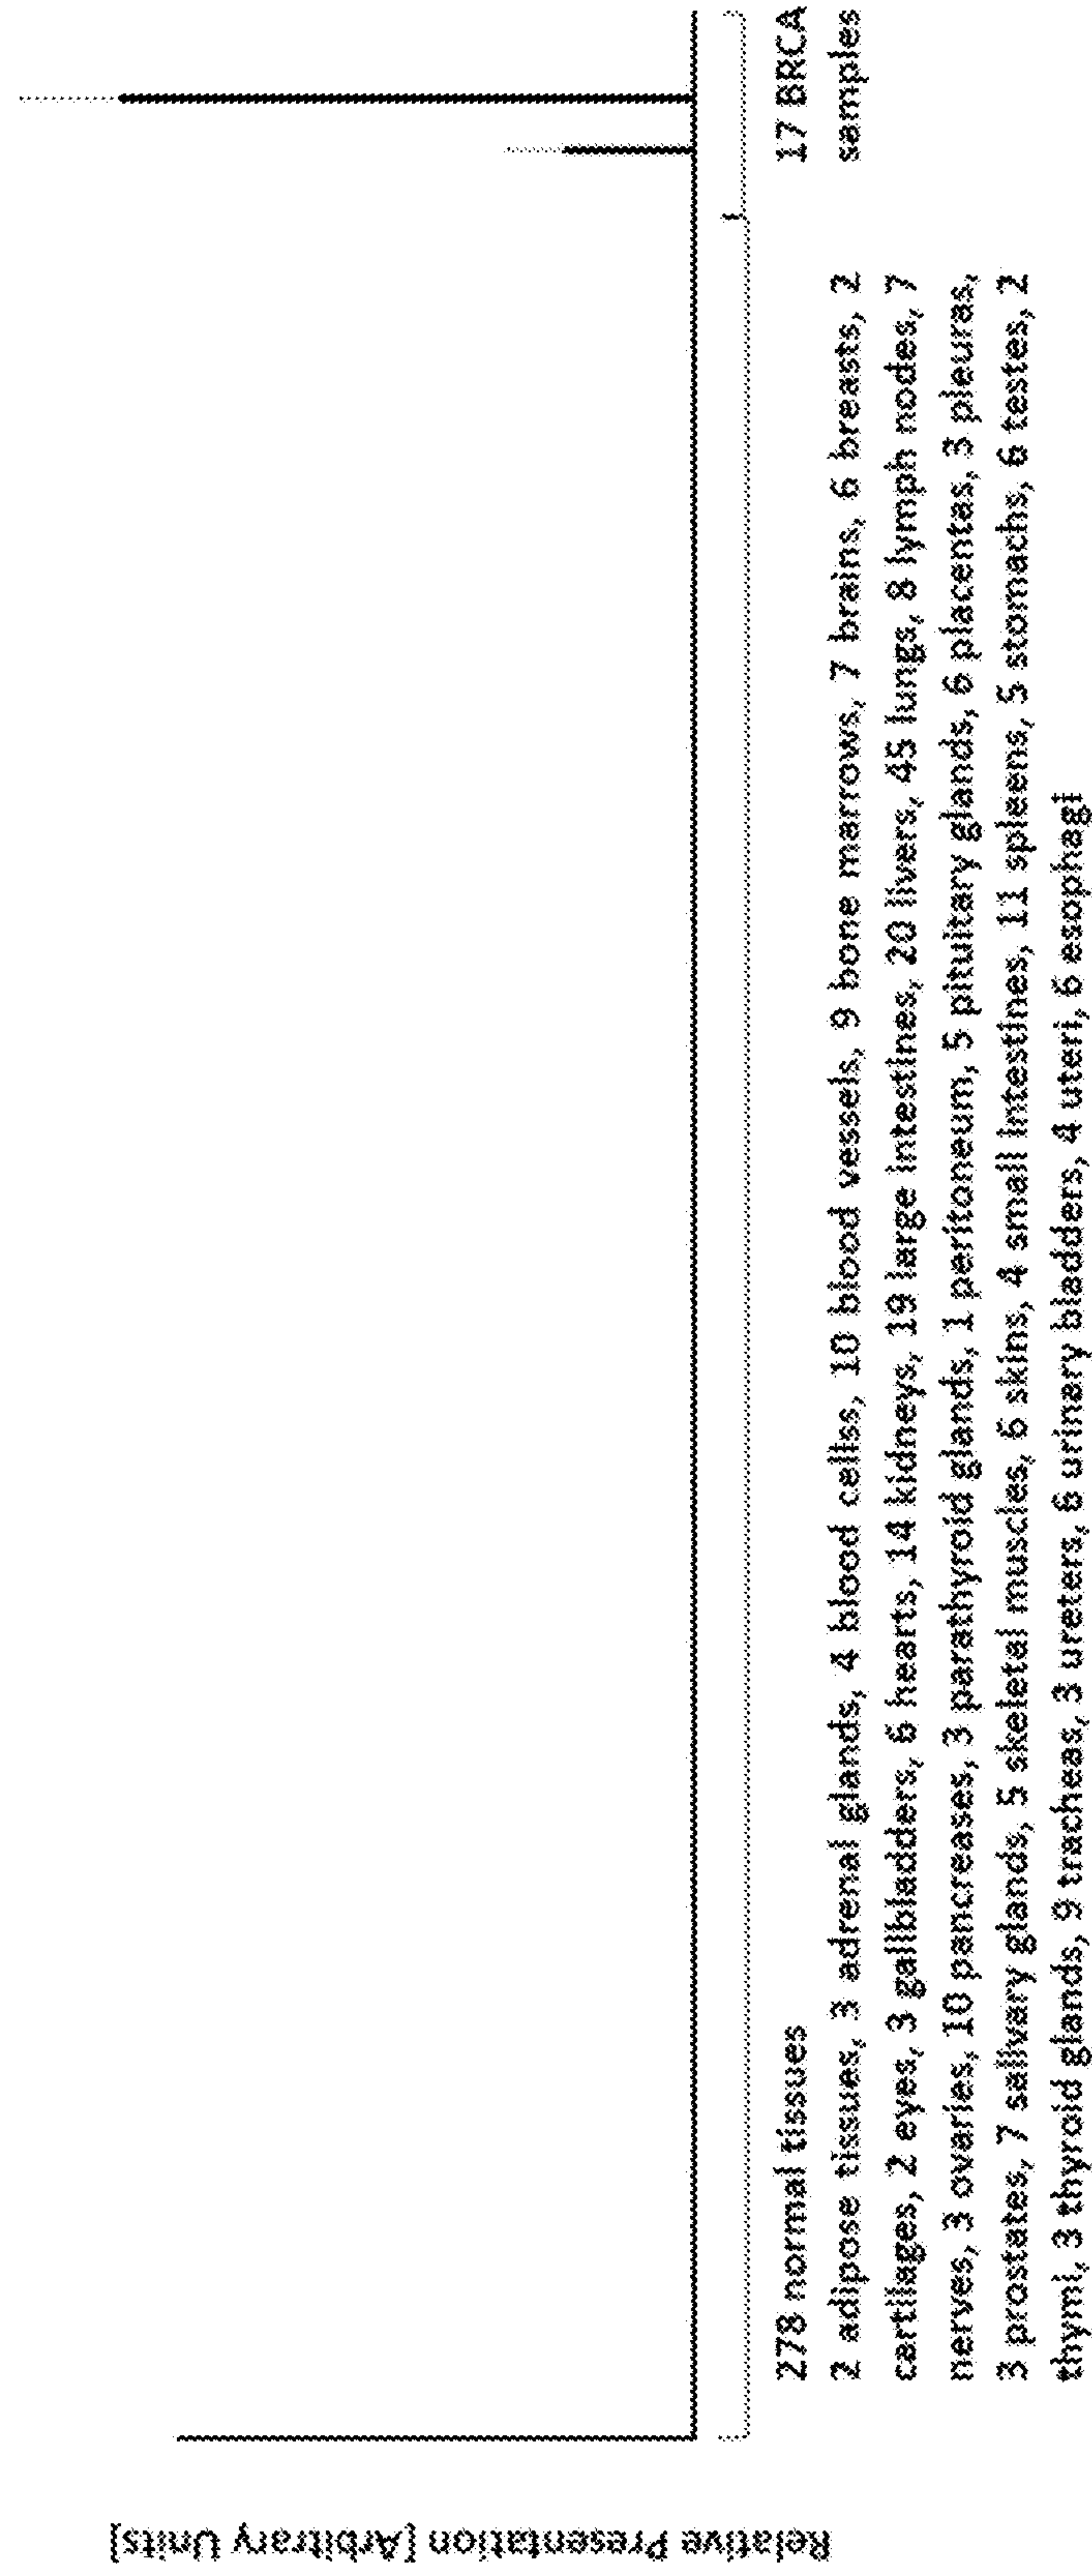 Relative Presentation [Arbitrary Units]
278 normal tissues
2 adipose tissues, 3 adrenal glands, 4 blood cellss, 10 blood vessels, 9 bone marrows, 7 brains, 6 breasts, 2
cartilages, 2 eyes, 3 gallbladders, 6 hearts, 14 kidneys, 19 large intestines, 20 livers, 45 lungs, 8 lymph nodes, 7
nerves, 3 ovaries, 10 pancreases, 3 parathyroid glands, 1 peritoneum, 5 pituitary glands, 6 placentas, 3 pleuras,
3 prostates, 7 salivary glands, 5 skeletal muscles, 6 skins, 4 small intestines, 11 spleens, 5 stomachs, 6 testes, 2
thymi, 3 thyroid glands, 9 tracheas, 3 ureters, 6 urinary bladders, 4 uteri, 6 esophagi
17 BRCA
samples